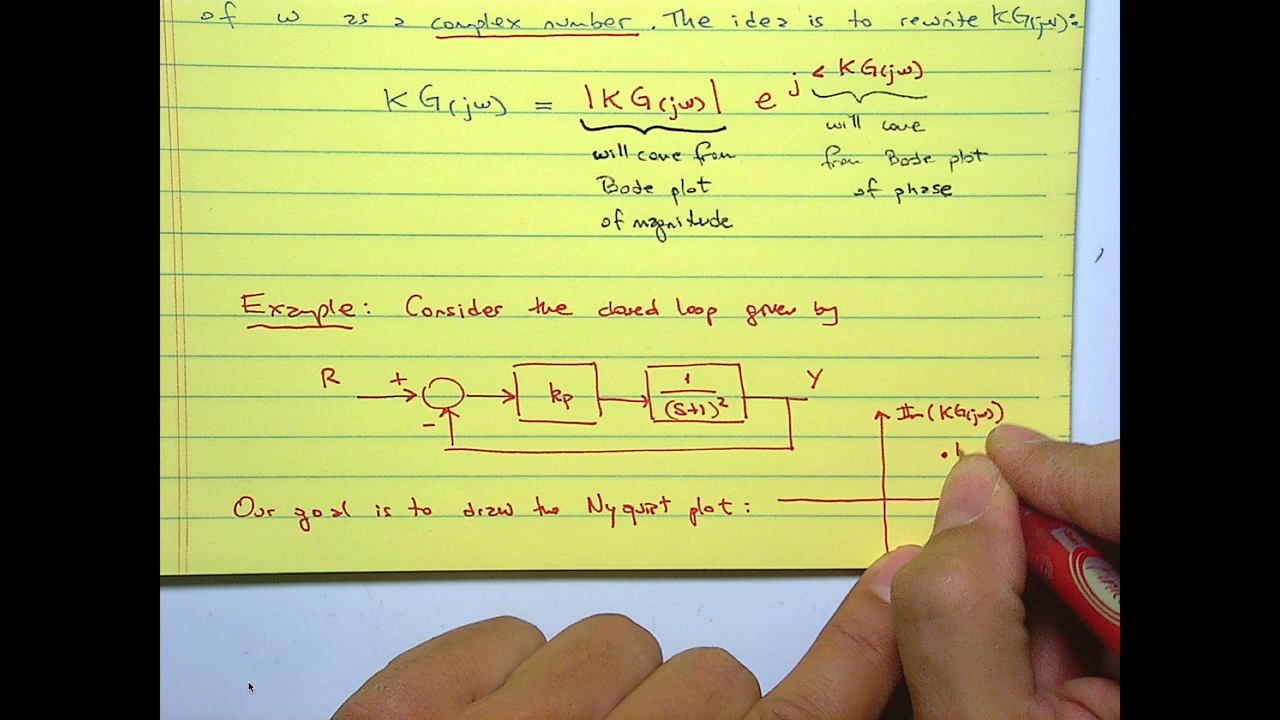 of ω as a complex number. The idea is to rewrite KG(jω):
KG(jω) = |KG(jω)| e^{j∢KG(jω)}
will come from
Bode plot
of magnitude
will come
from Bode plot
of phase
Example: Consider the closed loop given by
R + - kp 1/(s+1)² Y
Im(KG(jω))
Our goal is to draw the Nyquist plot: